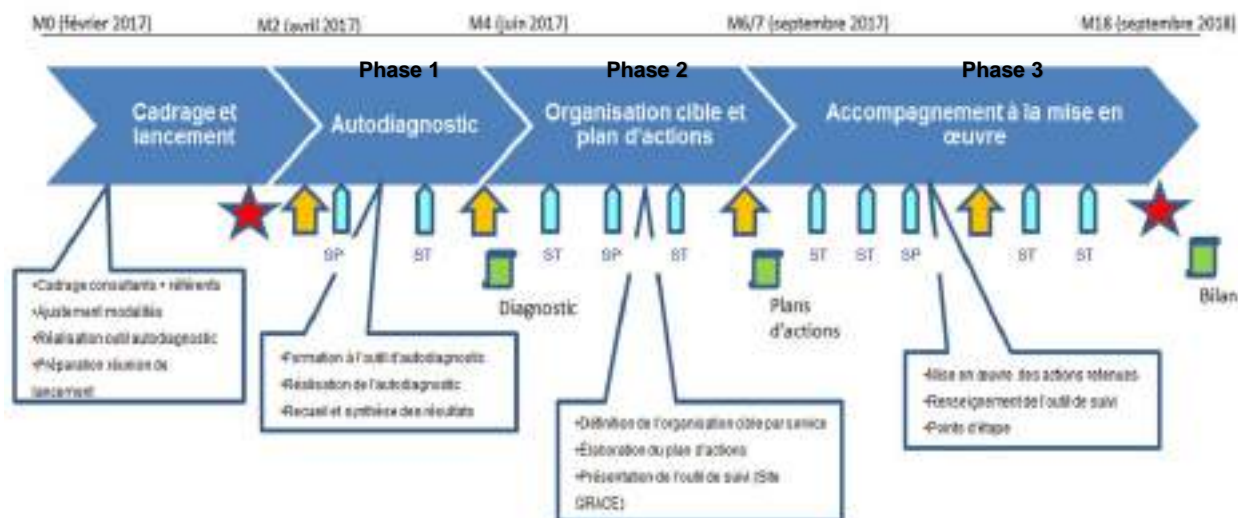 M0 (février 2017)
M2 (avril 2017)
M4 (juin 2017)
M6/7 (septembre 2017)
M18 (septembre 2018)
Phase 1
Phase 2
Phase 3
Cadrage et
lancement
Autodiagnostic
Organisation cible et
plan d'actions
Accompagnement à la mise en
œuvre
SP
ST
ST
SP
ST
ST
ST
SP
ST
ST
Diagnostic
Plans
d'actions
Bilan
•Cadrage consultants + référents
•Ajustement modalités
•Réalisation outil autodiagnostic
•Préparation réunion de
lancement
•Formation à l'outil d'autodiagnostic
•Réalisation de l'autodiagnostic
•Recueil et synthèse des résultats
•Définition de l'organisation cible par service
•Élaboration du plan d'actions
•Présentation de l'outil de suivi (Site
GRACE)
•Mise en œuvre des actions retenues
•Renseignement de l'outil de suivi
•Points d'étape